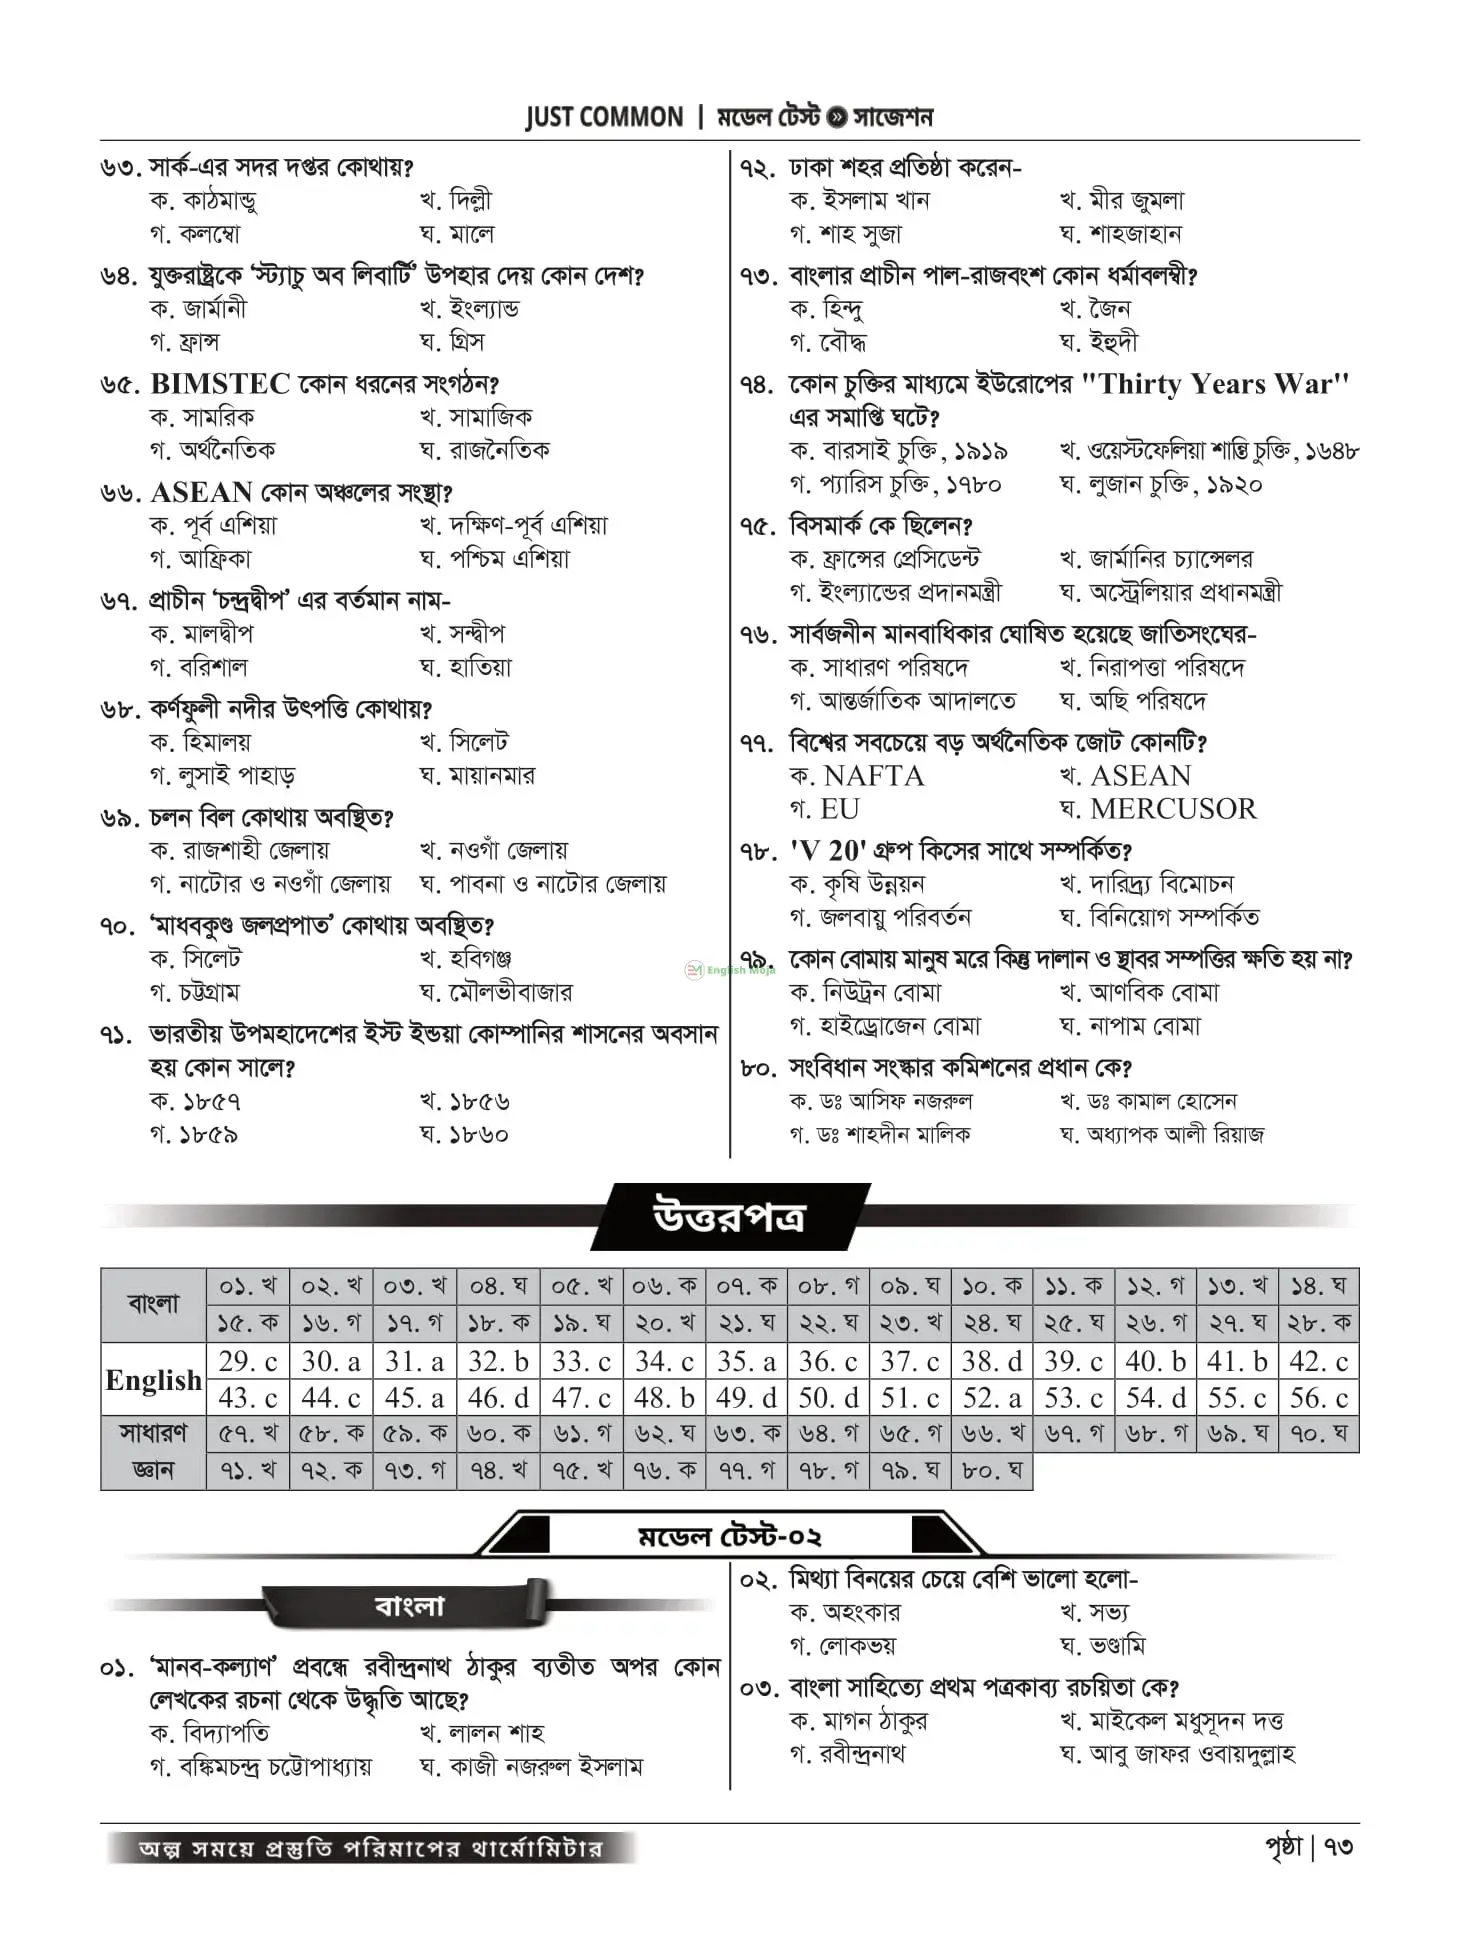 JUST COMMON | মডেল টেস্ট » সাজেশন
৬৩. সার্ক-এর সদর দপ্তর কোথায়?
ক. কাঠমান্ডু খ. দিল্লী
গ. কলম্বো ঘ. মালে
৬৪. যুক্তরাষ্ট্রকে ‘স্ট্যাচু অব লিবার্টি’ উপহার দেয় কোন দেশ?
ক. জার্মানী খ. ইংল্যান্ড
গ. ফ্রান্স ঘ. গ্রিস
৬৫. BIMSTEC কোন ধরনের সংগঠন?
ক. সামরিক খ. সামাজিক
গ. অর্থনৈতিক ঘ. রাজনৈতিক
৬৬. ASEAN কোন অঞ্চলের সংস্থা?
ক. পূর্ব এশিয়া খ. দক্ষিণ-পূর্ব এশিয়া
গ. আফ্রিকা ঘ. পশ্চিম এশিয়া
৬৭. প্রাচীন ‘চন্দ্রদ্বীপ’ এর বর্তমান নাম-
ক. মালদ্বীপ খ. সন্দ্বীপ
গ. বরিশাল ঘ. হাতিয়া
৬৮. কর্ণফুলী নদীর উৎপত্তি কোথায়?
ক. হিমালয় খ. সিলেট
গ. লুসাই পাহাড় ঘ. মায়ানমার
৬৯. চলন বিল কোথায় অবস্থিত?
ক. রাজশাহী জেলায় খ. নওগাঁ জেলায়
গ. নাটোর ও নওগাঁ জেলায় ঘ. পাবনা ও নাটোর জেলায়
৭০. ‘মাধবকুণ্ড জলপ্রপাত’ কোথায় অবস্থিত?
ক. সিলেট খ. হবিগঞ্জ
গ. চট্টগ্রাম ঘ. মৌলভীবাজার
৭১. ভারতীয় উপমহাদেশের ইস্ট ইন্ডয়া কোম্পানির শাসনের অবসান
হয় কোন সালে?
ক. ১৮৫৭ খ. ১৮৫৬
গ. ১৮৫৯ ঘ. ১৮৬০
৭২. ঢাকা শহর প্রতিষ্ঠা করেন-
ক. ইসলাম খান খ. মীর জুমলা
গ. শাহ সুজা ঘ. শাহজাহান
৭৩. বাংলার প্রাচীন পাল-রাজবংশ কোন ধর্মাবলম্বী?
ক. হিন্দু খ. জৈন
গ. বৌদ্ধ ঘ. ইহুদী
৭৪. কোন চুক্তির মাধ্যমে ইউরোপের "Thirty Years War"
এর সমাপ্তি ঘটে?
ক. বারসাই চুক্তি, ১৯১৯ খ. ওয়েস্টফেলিয়া শান্তি চুক্তি, ১৬৪৮
গ. প্যারিস চুক্তি, ১৭৮০ ঘ. লুজান চুক্তি, ১৯২০
৭৫. বিসমার্ক কে ছিলেন?
ক. ফ্রান্সের প্রেসিডেন্ট খ. জার্মানির চ্যান্সেলর
গ. ইংল্যান্ডের প্রদানমন্ত্রী ঘ. অস্ট্রেলিয়ার প্রধানমন্ত্রী
৭৬. সার্বজনীন মানবাধিকার ঘোষিত হয়েছে জাতিসংঘের-
ক. সাধারণ পরিষদে খ. নিরাপত্তা পরিষদে
গ. আন্তর্জাতিক আদালতে ঘ. অছি পরিষদে
৭৭. বিশ্বের সবচেয়ে বড় অর্থনৈতিক জোট কোনটি?
ক. NAFTA খ. ASEAN
গ. EU ঘ. MERCUSOR
৭৮. 'V 20' গ্রুপ কিসের সাথে সম্পর্কিত?
ক. কৃষি উন্নয়ন খ. দারিদ্র্য বিমোচন
গ. জলবায়ু পরিবর্তন ঘ. বিনিয়োগ সম্পর্কিত
৭৯. কোন বোমায় মানুষ মরে কিন্তু দালান ও স্থাবর সম্পত্তির ক্ষতি হয় না?
ক. নিউট্রন বোমা খ. আণবিক বোমা
গ. হাইড্রোজেন বোমা ঘ. নাপাম বোমা
৮০. সংবিধান সংস্কার কমিশনের প্রধান কে?
ক. ডঃ আসিফ নজরুল খ. ডঃ কামাল হোসেন
গ. ডঃ শাহদীন মালিক ঘ. অধ্যাপক আলী রিয়াজ
English Moja
উত্তরপত্র
বাংলা ০১. খ ০২. খ ০৩. খ ০৪. ঘ ০৫. খ ০৬. ক ০৭. ক ০৮. গ ০৯. ঘ ১০. ক ১১. ক ১২. গ ১৩. খ ১৪. ঘ
১৫. ক ১৬. গ ১৭. গ ১৮. ক ১৯. ঘ ২০. খ ২১. ঘ ২২. ঘ ২৩. খ ২৪. ঘ ২৫. ঘ ২৬. গ ২৭. ঘ ২৮. ক
English 29. c 30. a 31. a 32. b 33. c 34. c 35. a 36. c 37. c 38. d 39. c 40. b 41. b 42. c
43. c 44. c 45. a 46. d 47. c 48. b 49. d 50. d 51. c 52. a 53. c 54. d 55. c 56. c
সাধারণ জ্ঞান ৫৭. খ ৫৮. ক ৫৯. ক ৬০. ক ৬১. গ ৬২. ঘ ৬৩. ক ৬৪. গ ৬৫. গ ৬৬. খ ৬৭. গ ৬৮. গ ৬৯. ঘ ৭০. ঘ
৭১. খ ৭২. ক ৭৩. গ ৭৪. খ ৭৫. খ ৭৬. ক ৭৭. গ ৭৮. গ ৭৯. ঘ ৮০. ঘ
মডেল টেস্ট-০২
বাংলা
০১. ‘মানব-কল্যাণ’ প্রবন্ধে রবীন্দ্রনাথ ঠাকুর ব্যতীত অপর কোন
লেখকের রচনা থেকে উদ্ধৃতি আছে?
ক. বিদ্যাপতি খ. লালন শাহ
গ. বঙ্কিমচন্দ্র চট্টোপাধ্যায় ঘ. কাজী নজরুল ইসলাম
০২. মিথ্যা বিনয়ের চেয়ে বেশি ভালো হলো-
ক. অহংকার খ. সভ্য
গ. লোকভয় ঘ. ভণ্ডামি
০৩. বাংলা সাহিত্যে প্রথম পত্রকাব্য রচয়িতা কে?
ক. মাগন ঠাকুর খ. মাইকেল মধুসূদন দত্ত
গ. রবীন্দ্রনাথ ঘ. আবু জাফর ওবায়দুল্লাহ
অল্প সময়ে প্রস্তুতি পরিমাপের থার্মোমিটার
পৃষ্ঠা | ৭৩